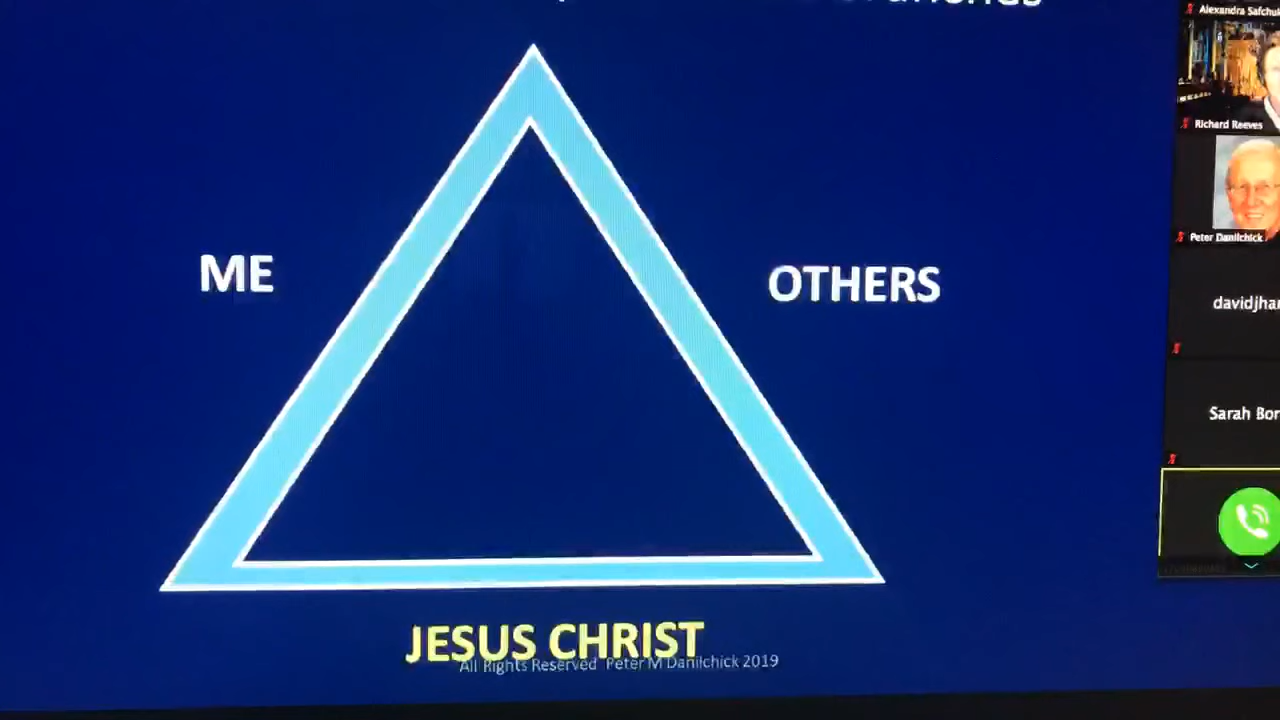 Alexandra Safchuk
Richard Reeves
Peter Danilchick
ME
OTHERS
davidjhar
Sarah Bor
JESUS CHRIST
All Rights Reserved Peter M Danilchick 2019